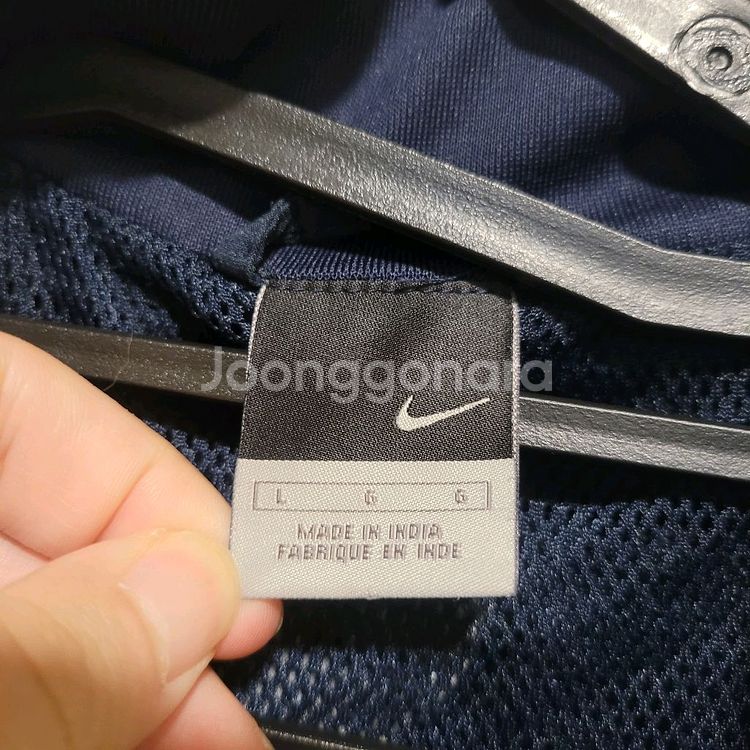 Joonggonara
L G G
MADE IN INDIA
FABRIQUE EN INDE